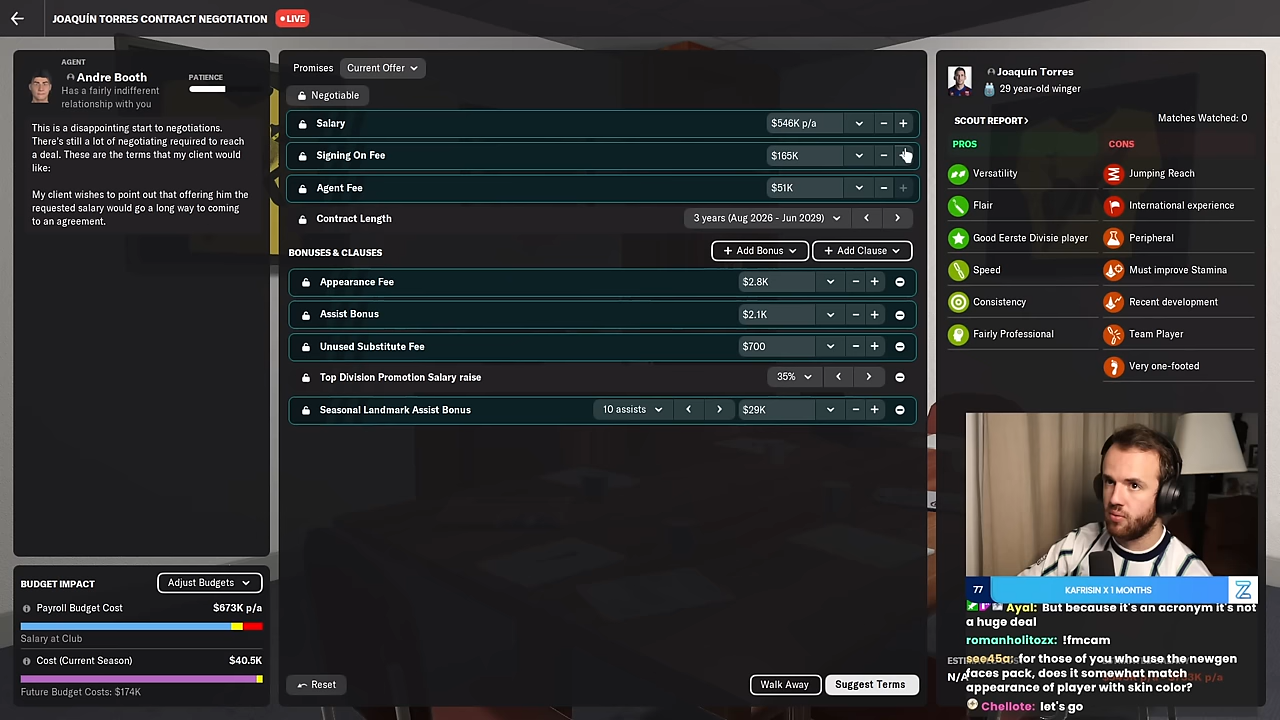 JOAQUÍN TORRES CONTRACT NEGOTIATION
LIVE
AGENT
Andre Booth
Has a fairly indifferent
relationship with you
PATIENCE
This is a disappointing start to negotiations.
There's still a lot of negotiating required to reach
a deal. These are the terms that my client would
like:
My client wishes to point out that offering him the
requested salary would go a long way to coming
to an agreement.
BUDGET IMPACT
Adjust Budgets
Payroll Budget Cost
$673K p/a
Salary at Club
Cost (Current Season)
$40.5K
Future Budget Costs: $174K
Promises
Current Offer
Negotiable
Salary
$546K p/a
Signing On Fee
$165K
Agent Fee
$51K
Contract Length
3 years (Aug 2026 - Jun 2029)
BONUSES & CLAUSES
+ Add Bonus
+ Add Clause
Appearance Fee
$2.8K
Assist Bonus
$2.1K
Unused Substitute Fee
$700
Top Division Promotion Salary raise
35%
Seasonal Landmark Assist Bonus
10 assists
$29K
Reset
Walk Away
Suggest Terms
Joaquín Torres
29 year-old winger
SCOUT REPORT >
Matches Watched: 0
PROS
CONS
Versatility
Jumping Reach
Flair
International experience
Good Eerste Divisie player
Peripheral
Speed
Must improve Stamina
Consistency
Recent development
Fairly Professional
Team Player
Very one-footed
77
KAFRISIN X 1 MONTHS
Z
Ayal: But because it's an acronym it's not
a huge deal
romanholitozx: !fmcam
see45a: for those of you who use the newgen
faces pack, does it somewhat match
appearance of player with skin color?
N/A
p/a
Chellote: let's go